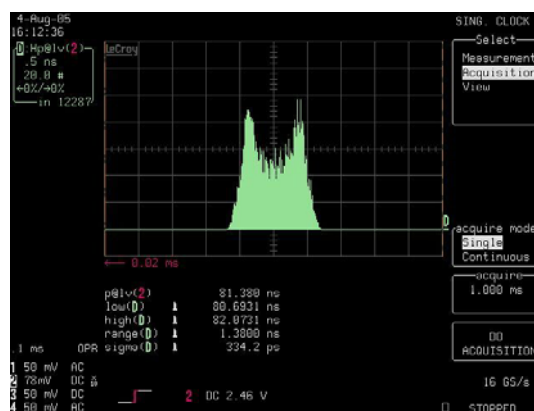 4-Aug-05
16:12:36
D:Hp@lv(2)
.5 ns
20.0 #
←0%/→0%
in 12287
LeCroy
← 0.02 ms
p@lv(2) 81.380 ns
low(D) 80.6931 ns
high(D) 82.0731 ns
range(D) 1.3800 ns
sigma(D) 334.2 ps
.1 ms OPR
1 50 mV AC
2 78mV DC
3 50 mV DC
4 50 mV AC
2 DC 2.46 V
SING. CLOCK
Select
Measurement
Acquisition
View
D
acquire mode
Single
Continuous
acquire
1.000 ms
DO
ACQUISITION
16 GS/s
STOPPED